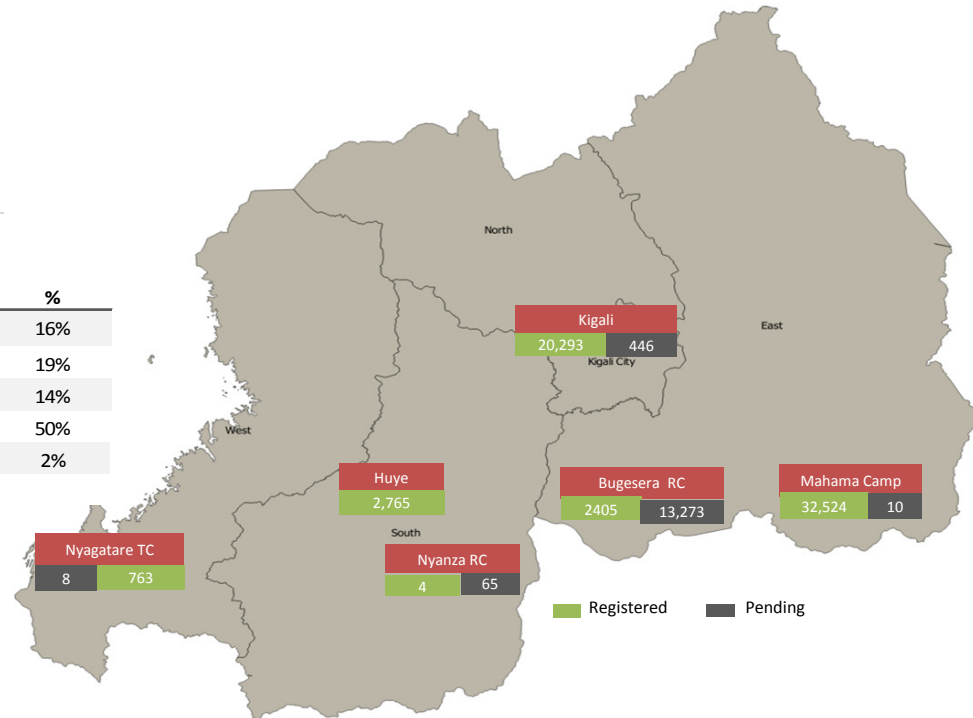 %
16%
19%
14%
50%
2%
North
Kigali
20,293 446
Kigali City
East
West
Huye
2,765
South
Bugesera RC
2405 13,273
Mahama Camp
32,524 10
Nyagatare TC
8 763
Nyanza RC
4 65
Registered Pending